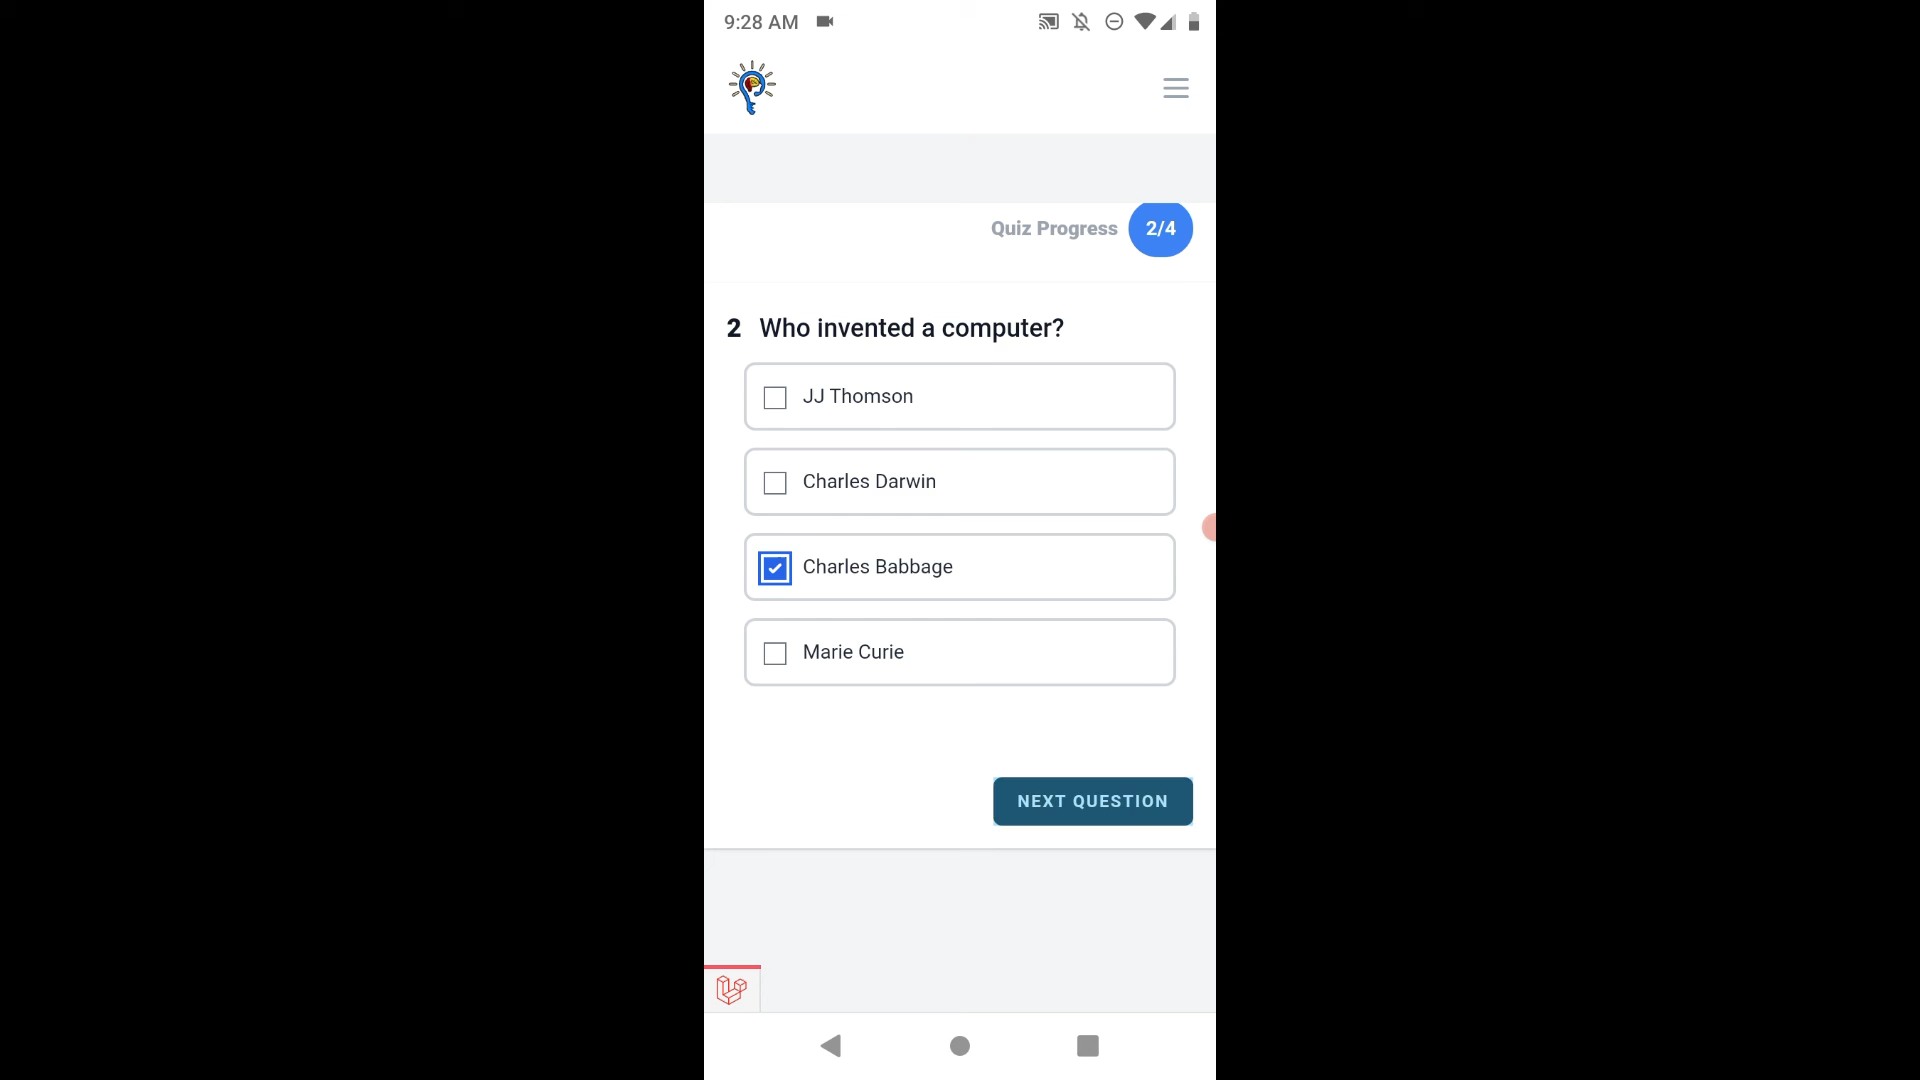 9:28 AM
Quiz Progress 2/4
2 Who invented a computer?
JJ Thomson
Charles Darwin
Charles Babbage
Marie Curie
NEXT QUESTION